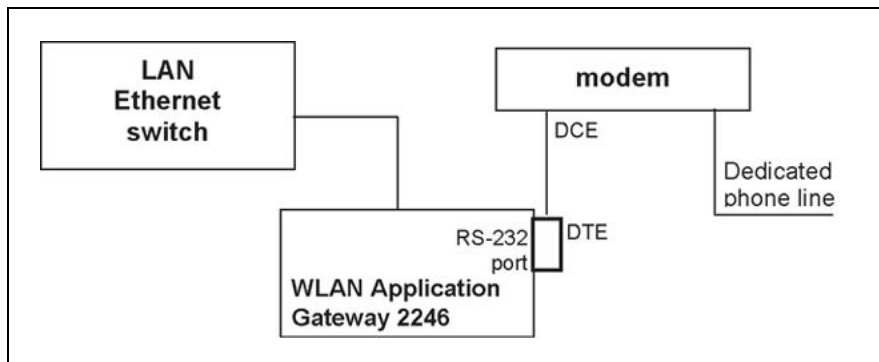 LAN
Ethernet
switch
modem
DCE
Dedicated
phone line
RS-232
port
DTE
WLAN Application
Gateway 2246